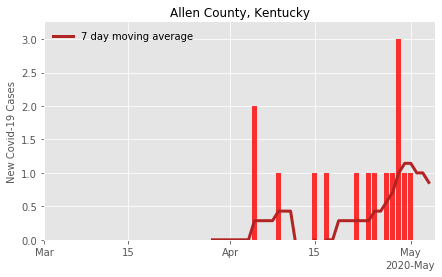 Allen County, Kentucky
7 day moving average
New Covid-19 Cases
3.0
2.5
2.0
1.5
1.0
0.5
0.0
Mar 15 Apr 15 May
2020-May